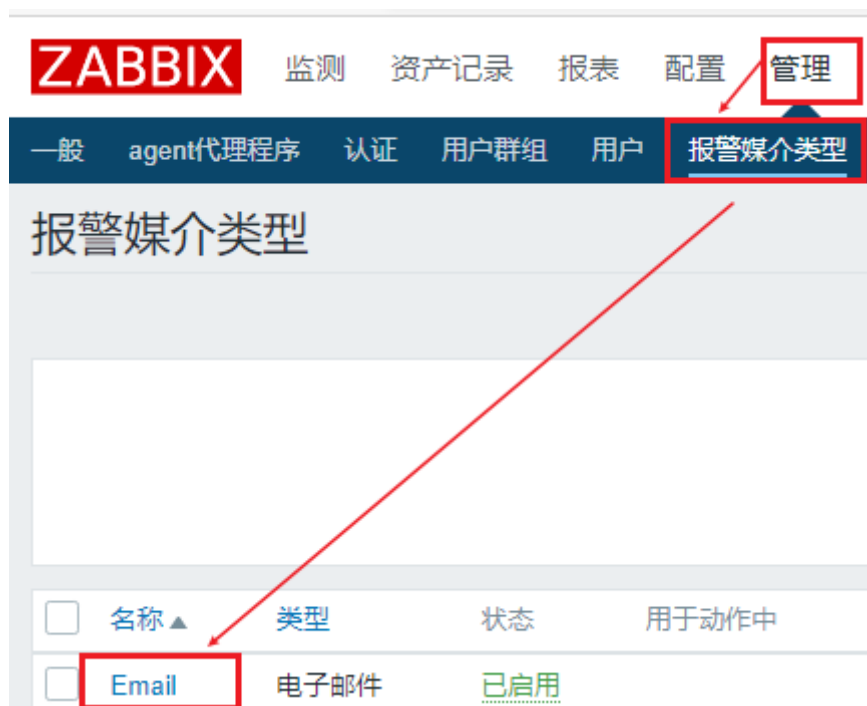 ZABBIX 监测 资产记录 报表 配置 管理
一般 agent代理程序 认证 用户群组 用户 报警媒介类型
报警媒介类型
名称▲ 类型 状态 用于动作中
Email 电子邮件 已启用